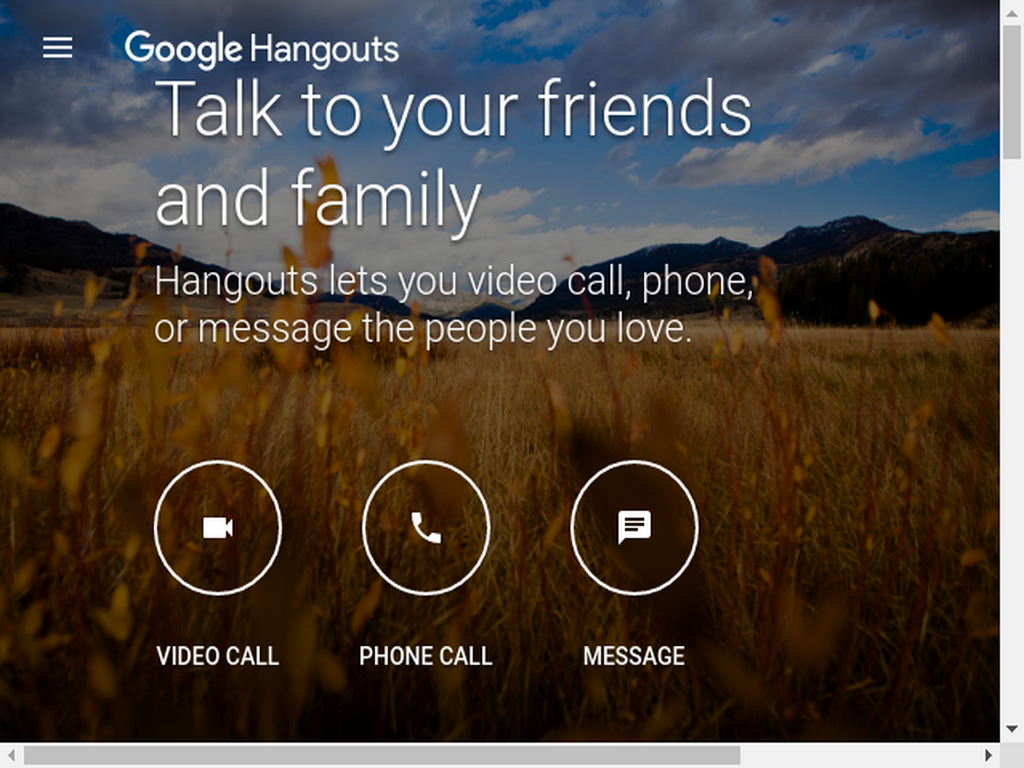 Google Hangouts
Talk to your friends
and family
Hangouts lets you video call, phone,
or message the people you love.
VIDEO CALL
PHONE CALL
MESSAGE